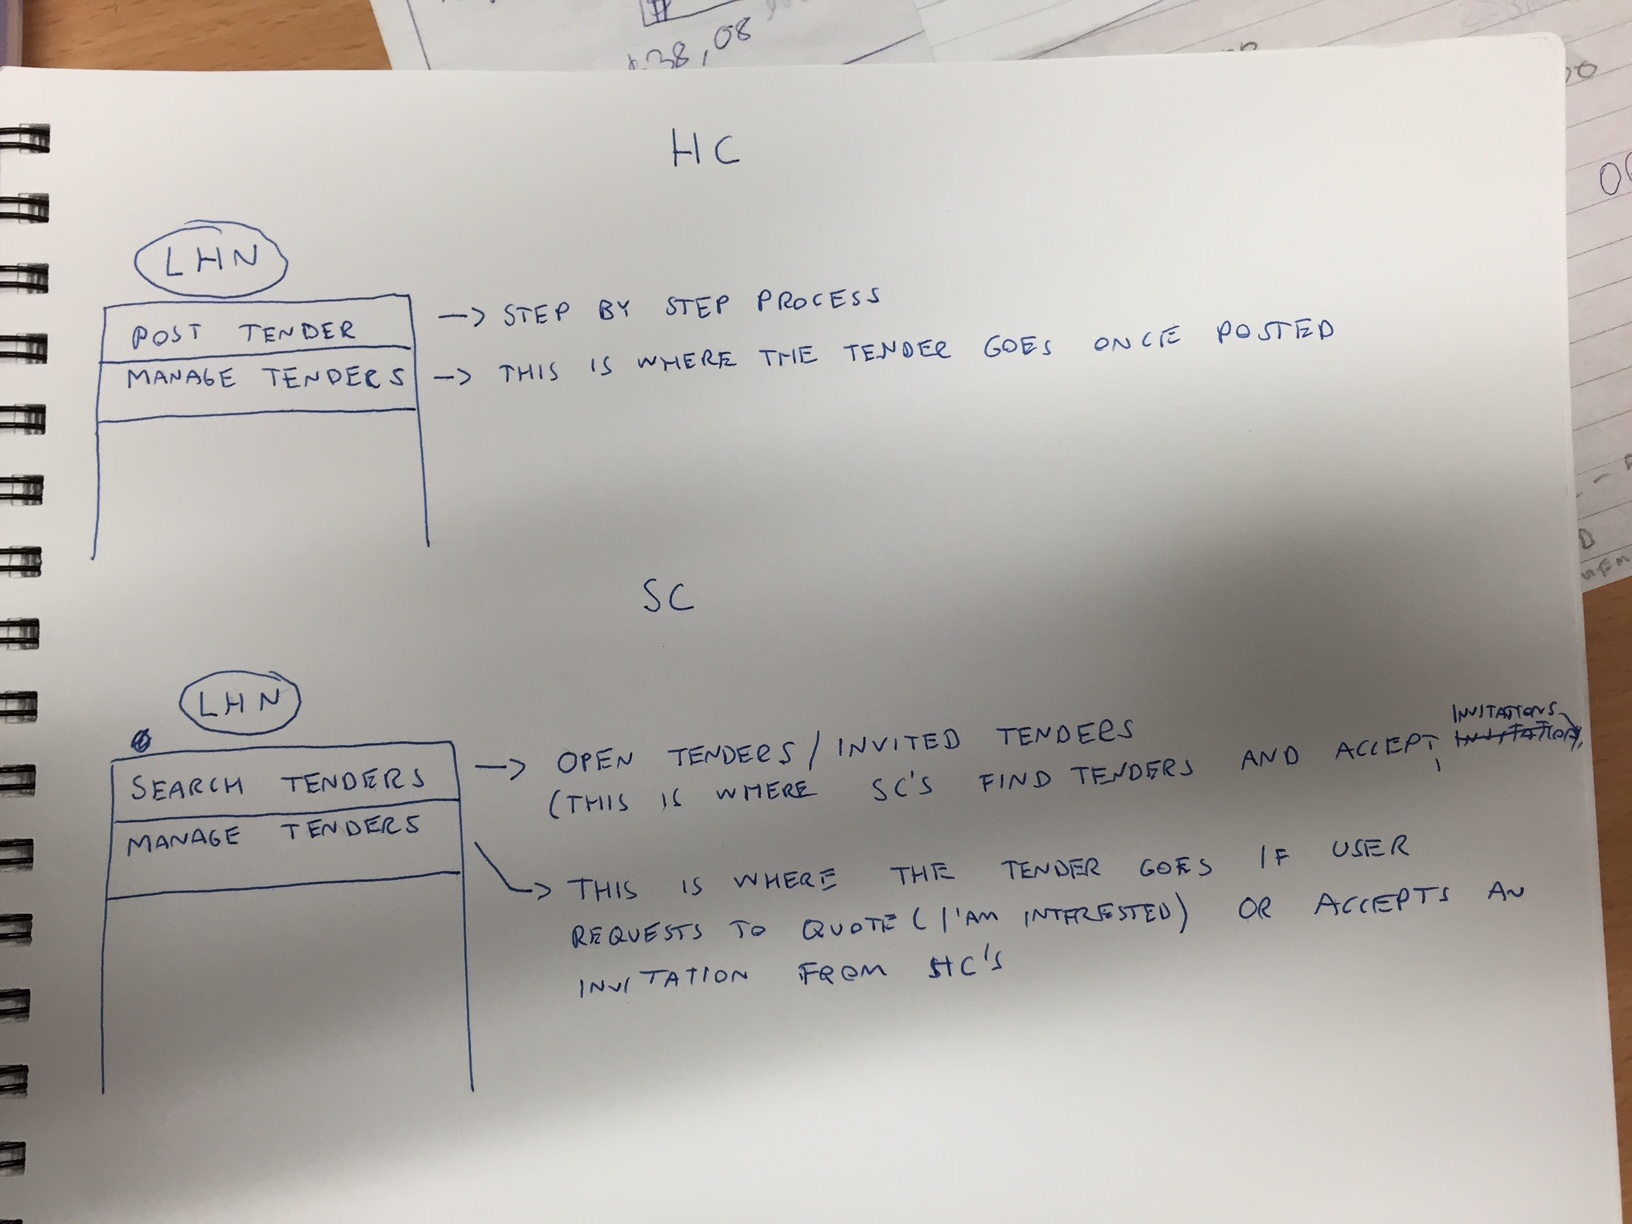 38,08
HC
LHN
POST TENDER → STEP BY STEP PROCESS
MANAGE TENDERS → THIS IS WHERE THE TENDER GOES ONCE POSTED
SC
LHN
SEARCH TENDERS → OPEN TENDERS / INVITED TENDERS
(THIS IS WHERE SC'S FIND TENDERS AND ACCEPT INVITATIONS)
MANAGE TENDERS → THIS IS WHERE THE TENDER GOES IF USER
REQUESTS TO QUOTE (I'AM INTERESTED) OR ACCEPTS AN
INVITATION FROM HC'S